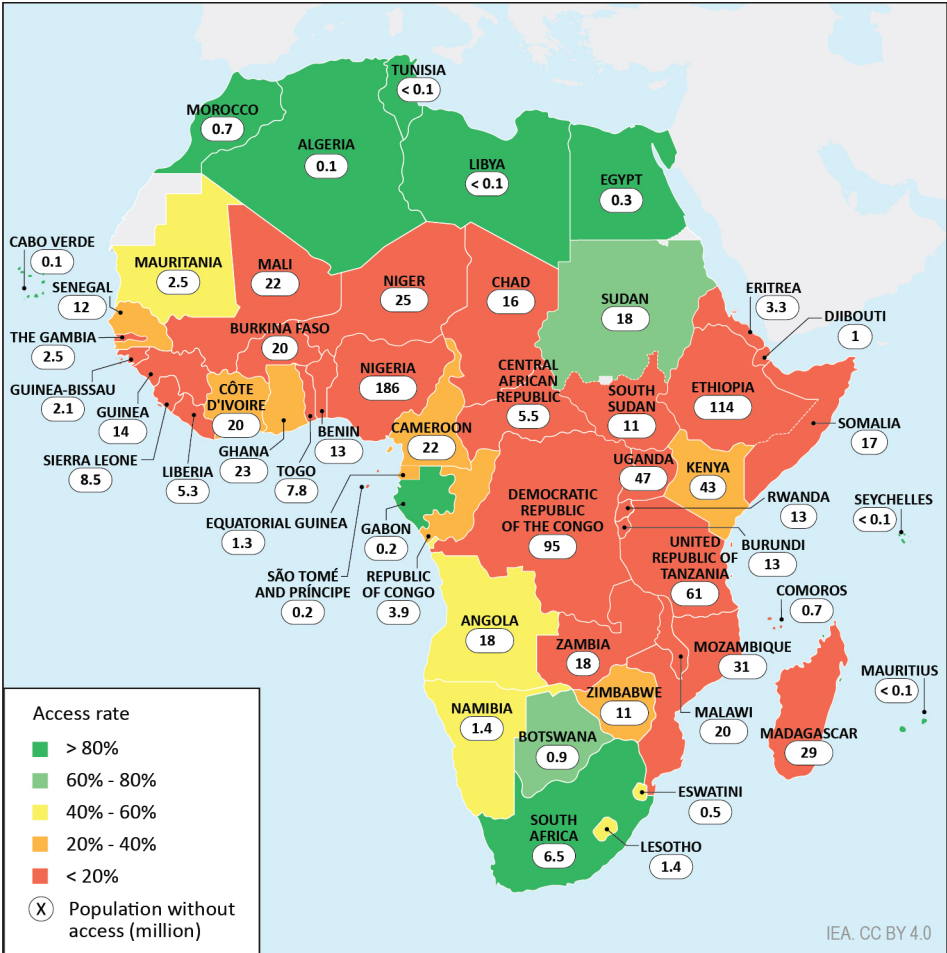 TUNISIA
< 0.1
MOROCCO
0.7
ALGERIA
0.1
LIBYA
< 0.1
EGYPT
0.3
CABO VERDE
0.1
MAURITANIA
2.5
MALI
22
NIGER
25
CHAD
16
SUDAN
18
ERITREA
3.3
DJIBOUTI
1
SENEGAL
12
THE GAMBIA
2.5
BURKINA FASO
20
NIGERIA
186
CENTRAL
AFRICAN
REPUBLIC
5.5
SOUTH
SUDAN
11
ETHIOPIA
114
SOMALIA
17
GUINEA-BISSAU
2.1
GUINEA
14
SIERRA LEONE
8.5
LIBERIA
5.3
CÔTE
D'IVOIRE
20
GHANA
23
TOGO
7.8
BENIN
13
CAMEROON
22
UGANDA
47
KENYA
43
EQUATORIAL GUINEA
1.3
GABON
0.2
DEMOCRATIC
REPUBLIC
OF THE CONGO
95
RWANDA
13
SEYCHELLES
< 0.1
BURUNDI
13
UNITED
REPUBLIC OF
TANZANIA
61
SÃO TOMÉ
AND PRÍNCIPE
0.2
REPUBLIC
OF CONGO
3.9
COMOROS
0.7
ANGOLA
18
ZAMBIA
18
MOZAMBIQUE
31
MAURITIUS
< 0.1
NAMIBIA
1.4
ZIMBABWE
11
MALAWI
20
BOTSWANA
0.9
MADAGASCAR
29
ESWATINI
0.5
SOUTH
AFRICA
6.5
LESOTHO
1.4
Access rate
> 80%
60% - 80%
40% - 60%
20% - 40%
< 20%
X Population without
access (million)
IEA. CC BY 4.0